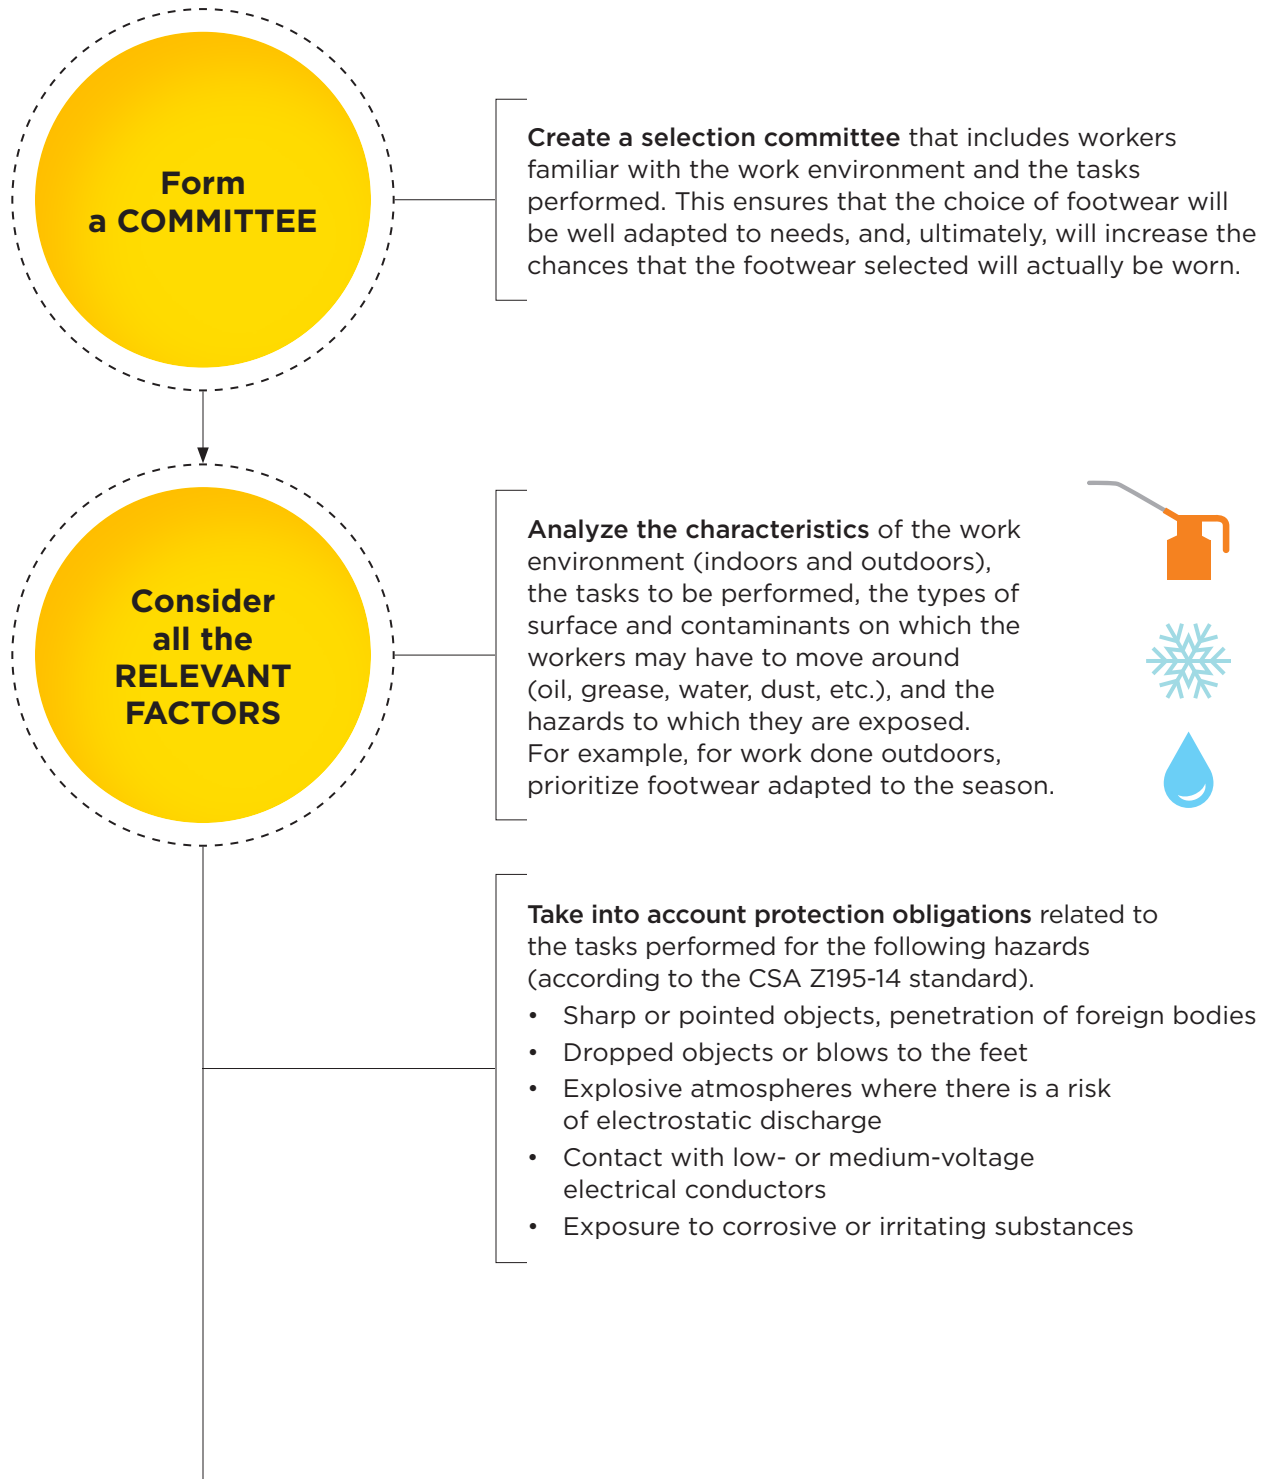 Form
a COMMITTEE
Create a selection committee that includes workers
familiar with the work environment and the tasks
performed. This ensures that the choice of footwear will
be well adapted to needs, and, ultimately, will increase the
chances that the footwear selected will actually be worn.
Consider
all the
RELEVANT
FACTORS
Analyze the characteristics of the work
environment (indoors and outdoors),
the tasks to be performed, the types of
surface and contaminants on which the
workers may have to move around
(oil, grease, water, dust, etc.), and the
hazards to which they are exposed.
For example, for work done outdoors,
prioritize footwear adapted to the season.
Take into account protection obligations related to
the tasks performed for the following hazards
(according to the CSA Z195-14 standard).
• Sharp or pointed objects, penetration of foreign bodies
• Dropped objects or blows to the feet
• Explosive atmospheres where there is a risk
of electrostatic discharge
• Contact with low- or medium-voltage
electrical conductors
• Exposure to corrosive or irritating substances